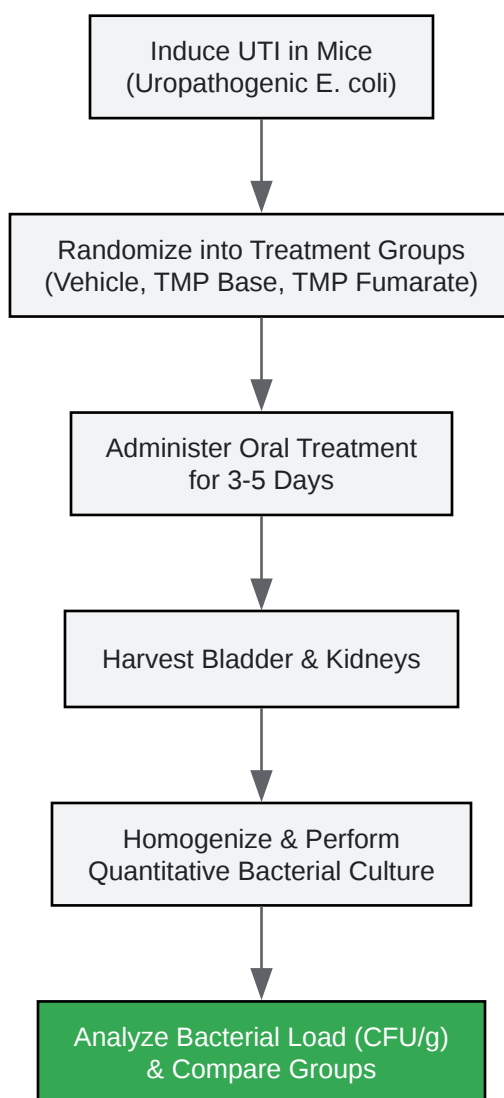 Induce UTI in Mice
(Uropathogenic E. coli)
Randomize into Treatment Groups
(Vehicle, TMP Base, TMP Fumarate)
Administer Oral Treatment
for 3-5 Days
Harvest Bladder & Kidneys
Homogenize & Perform
Quantitative Bacterial Culture
Analyze Bacterial Load (CFU/g)
& Compare Groups